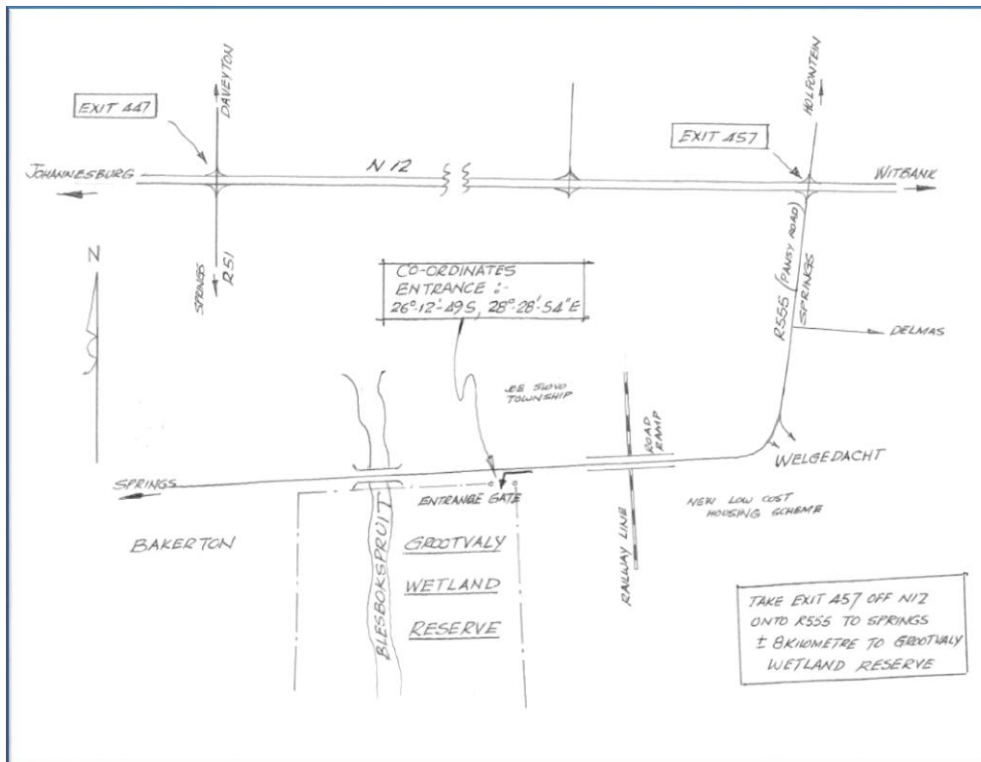 EXIT 447
DAVEYTON
HOLFONTEIN
EXIT 457
JOHANNESBURG
N 12
WITBANK
N
SPRINGS
R51
CO-ORDINATES
ENTRANCE :-
26°-12'-49S, 28°-28'-54"E
R555 (PANSY ROAD)
SPRINGS
DELMAS
JOE SLOVO
TOWNSHIP
ROAD
RAMP
WELGEDACHT
SPRINGS
ENTRANGE GATE
NEW LOW COST
HOUSING SCHEME
BAKERTON
BLESBOKSPRUIT
GROOTVALY
WETLAND
RESERVE
RAILWAY LINE
TAKE EXIT 457 OFF N12
ONTO R555 TO SPRINGS
± 8KILOMETRE TO GROOTVALY
WETLAND RESERVE